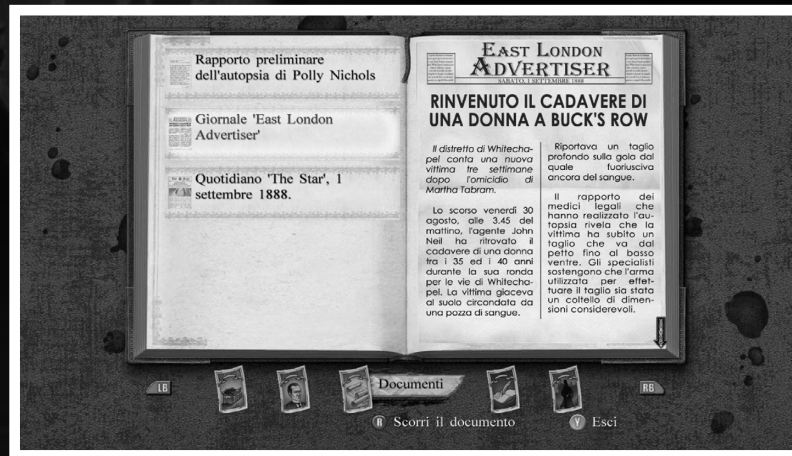 Rapporto preliminare
dell'autopsia di Polly Nichols
Giornale 'East London
Advertiser'
Quotidiano 'The Star', 1
settembre 1888.
EAST LONDON
ADVERTISER
SABATO, 1 SETTEMBRE 1888
RINVENUTO IL CADAVERE DI
UNA DONNA A BUCK'S ROW
Il distretto di Whitecha-
pel conta una nuova
vittima tre settimane
dopo l'omicidio di
Martha Tabram.
Lo scorso venerdì 30
agosto, alle 3.45 del
mattino, l'agente John
Neil ha ritrovato il
cadavere di una donna
tra i 35 ed i 40 anni
durante la sua ronda
per le vie di Whitecha-
pel. La vittima giaceva
al suolo circondata da
una pozza di sangue.
Riportava un taglio
profondo sulla gola dal
quale fuoriusciva
ancora del sangue.
Il rapporto dei
medici legali che
hanno realizzato l'au-
topsia rivela che la
vittima ha subito un
taglio che va dal
petto fino al basso
ventre. Gli specialisti
sostengono che l'arma
utilizzata per effet-
tuare il taglio sia stata
un coltello di dimen-
sioni considerevoli.
LB
Documenti
RB
R Scorri il documento
Y Esci